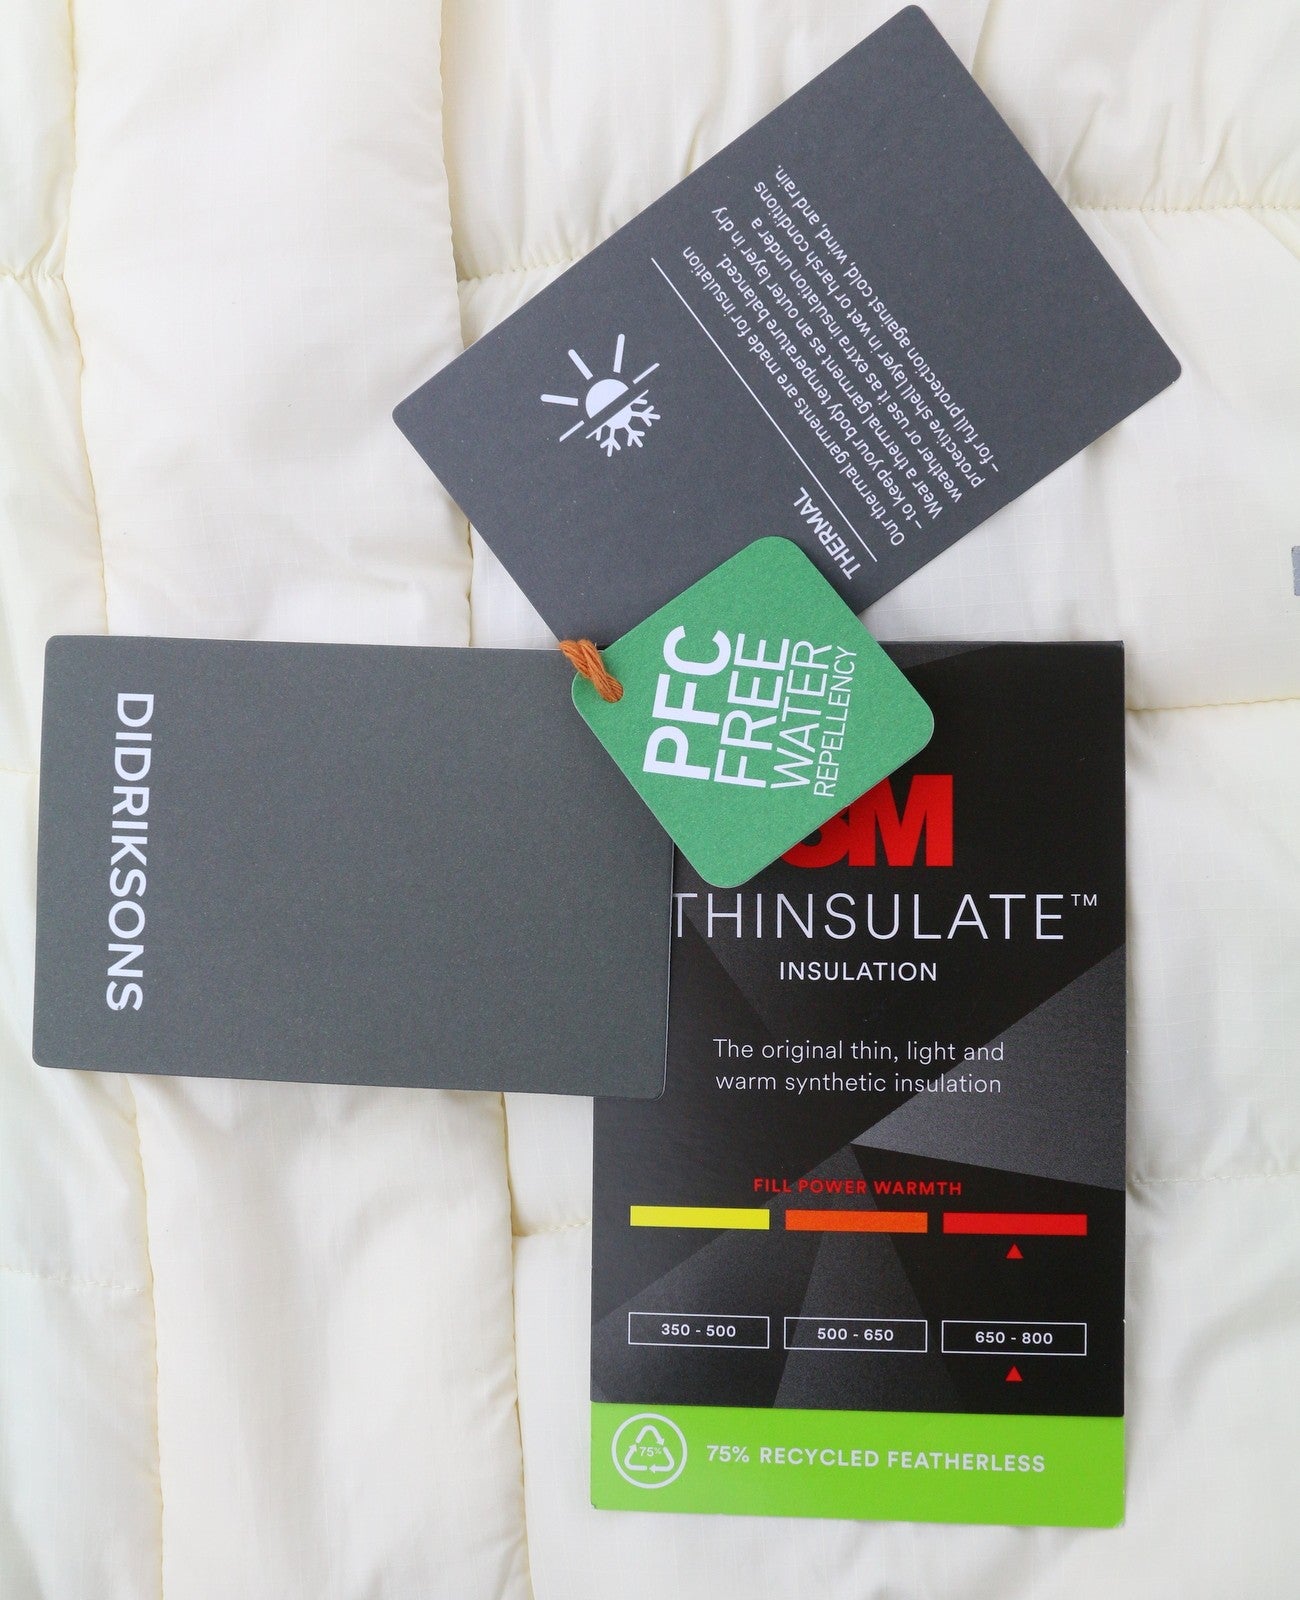 THERMAL
Our thermal garments are made for insulation
– to keep your body temperature balanced.
Wear a thermal garment as an outer layer in dry
weather or use it as extra insulation under a
protective shell layer in wet or harsh conditions
– for full protection against cold, wind, and rain.
PFC
FREE
WATER
REPELLENCY
DIDRIKSONS
3M
THINSULATE™
INSULATION
The original thin, light and
warm synthetic insulation
FILL POWER WARMTH
350 - 500 500 - 650 650 - 800
75% 75% RECYCLED FEATHERLESS